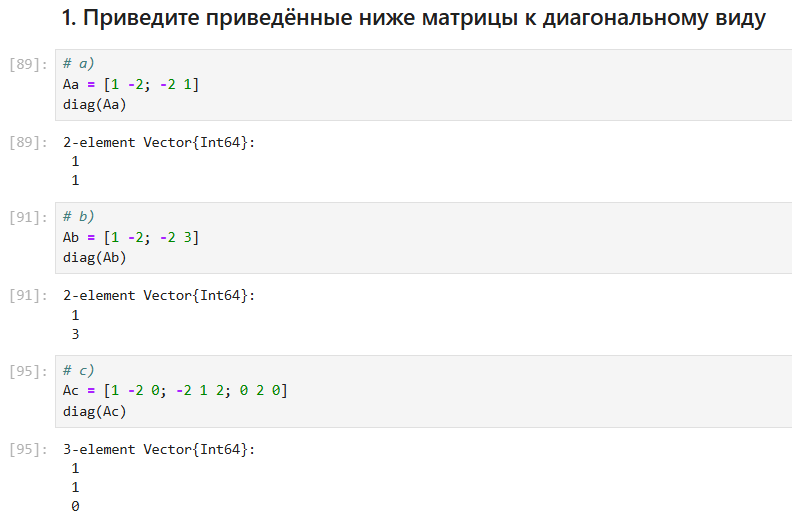 1. Приведите приведённые ниже матрицы к диагональному виду
[89]: # a)
Aa = [1 -2; -2 1]
diag(Aa)
[89]: 2-element Vector{Int64}:
1
1
[91]: # b)
Ab = [1 -2; -2 3]
diag(Ab)
[91]: 2-element Vector{Int64}:
1
3
[95]: # c)
Ac = [1 -2 0; -2 1 2; 0 2 0]
diag(Ac)
[95]: 3-element Vector{Int64}:
1
1
0